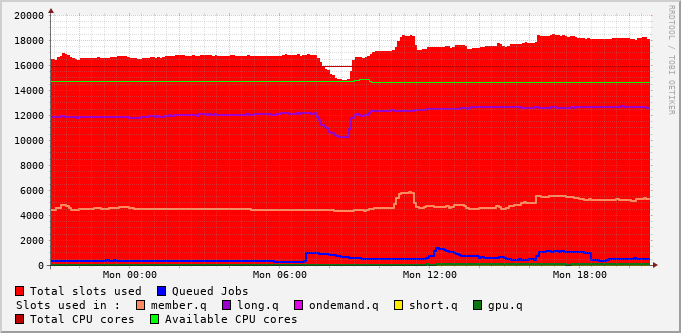 20000
18000
16000
14000
12000
10000
8000
6000
4000
2000
0
Mon 00:00 Mon 06:00 Mon 12:00 Mon 18:00
RRDTOOL / TOBI OETIKER
Total slots used Queued Jobs
Slots used in : member.q long.q ondemand.q short.q gpu.q
Total CPU cores Available CPU cores